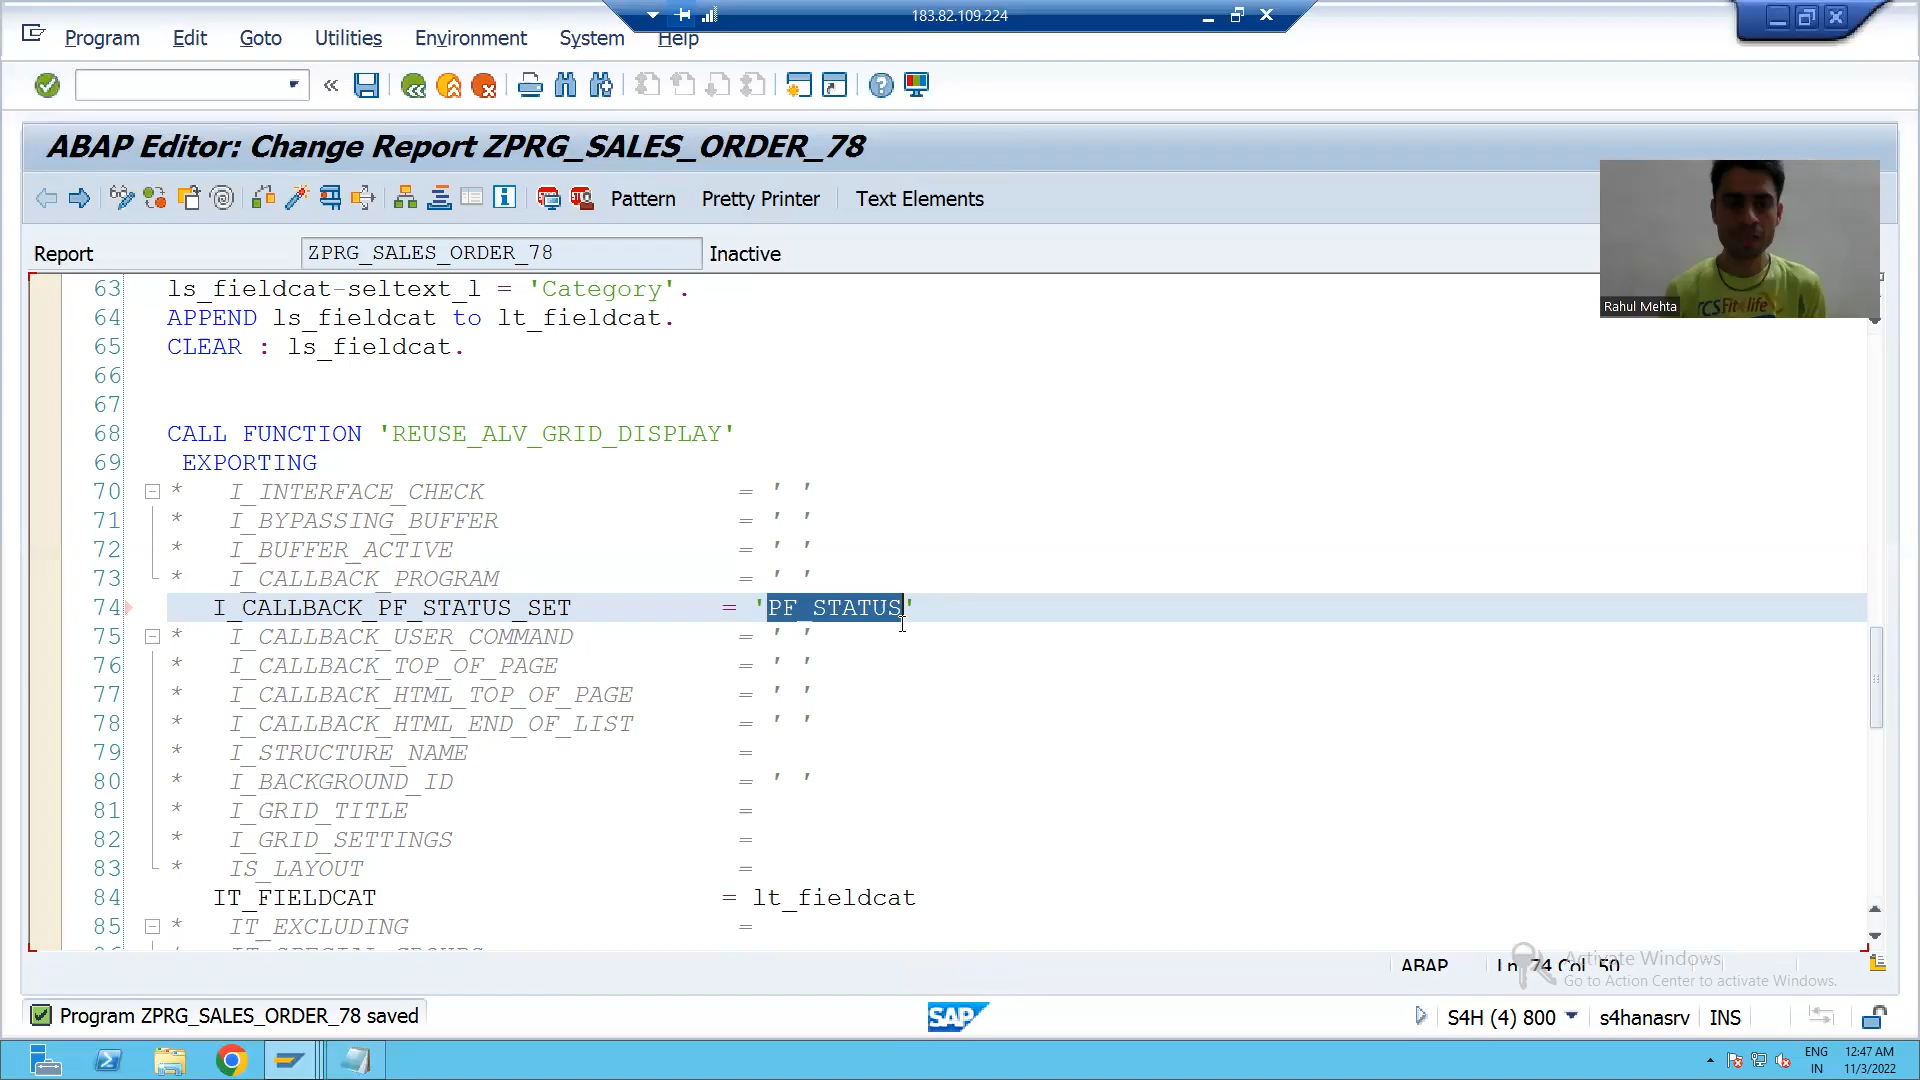 183.82.109.224
Program Edit Goto Utilities Environment System Help
ABAP Editor: Change Report ZPRG_SALES_ORDER_78
Pattern Pretty Printer Text Elements
Report ZPRG_SALES_ORDER_78 Inactive
Rahul Mehta
63 ls_fieldcat-seltext_l = 'Category'.
64 APPEND ls_fieldcat to lt_fieldcat.
65 CLEAR : ls_fieldcat.
66
67
68 CALL FUNCTION 'REUSE_ALV_GRID_DISPLAY'
69 EXPORTING
70 * I_INTERFACE_CHECK = ' '
71 * I_BYPASSING_BUFFER = ' '
72 * I_BUFFER_ACTIVE = ' '
73 * I_CALLBACK_PROGRAM = ' '
74 I_CALLBACK_PF_STATUS_SET = 'PF_STATUS'
75 * I_CALLBACK_USER_COMMAND = ' '
76 * I_CALLBACK_TOP_OF_PAGE = ' '
77 * I_CALLBACK_HTML_TOP_OF_PAGE = ' '
78 * I_CALLBACK_HTML_END_OF_LIST = ' '
79 * I_STRUCTURE_NAME =
80 * I_BACKGROUND_ID = ' '
81 * I_GRID_TITLE =
82 * I_GRID_SETTINGS =
83 * IS_LAYOUT =
84 IT_FIELDCAT = lt_fieldcat
85 * IT_EXCLUDING =
ABAP Ln 74 Col 50
Activate Windows
Go to Action Center to activate Windows.
Program ZPRG_SALES_ORDER_78 saved
SAP
S4H (4) 800 s4hanasrv INS
ENG 12:47 AM
IN 11/3/2022